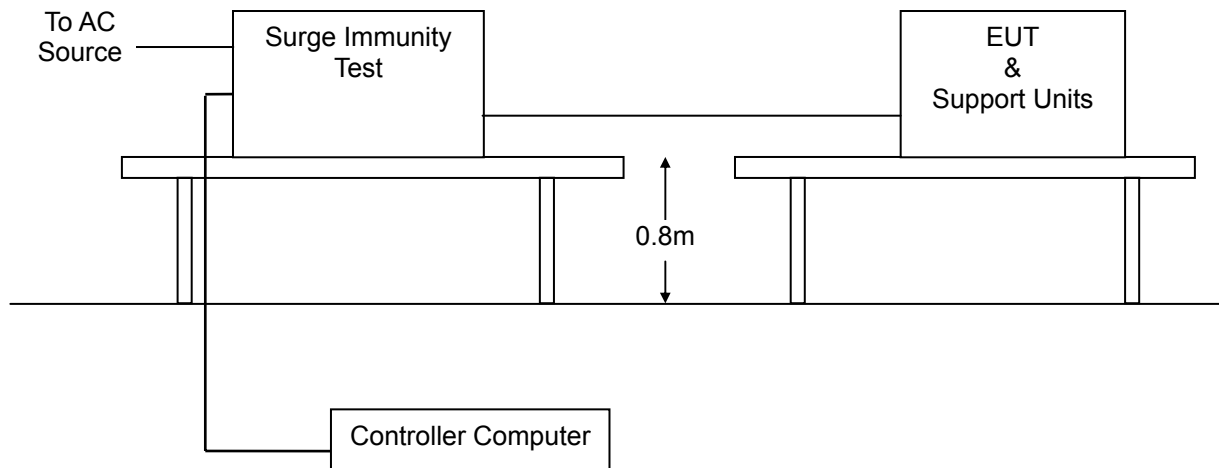 To AC
Source
Surge Immunity
Test
EUT
&
Support Units
0.8m
Controller Computer